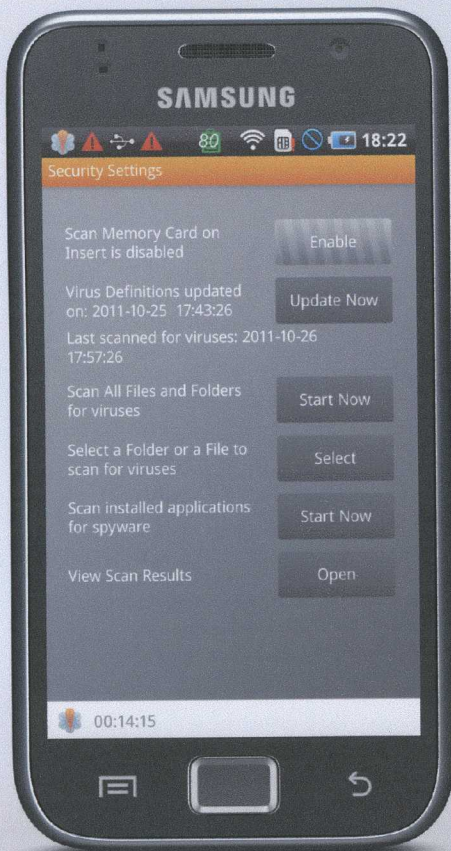 SAMSUNG
80 18:22
Security Settings
Scan Memory Card on
Insert is disabled
Enable
Virus Definitions updated
on: 2011-10-25 17:43:26
Update Now
Last scanned for viruses: 2011-10-26
17:57:26
Scan All Files and Folders
for viruses
Start Now
Select a Folder or a File to
scan for viruses
Select
Scan installed applications
for spyware
Start Now
View Scan Results
Open
00:14:15